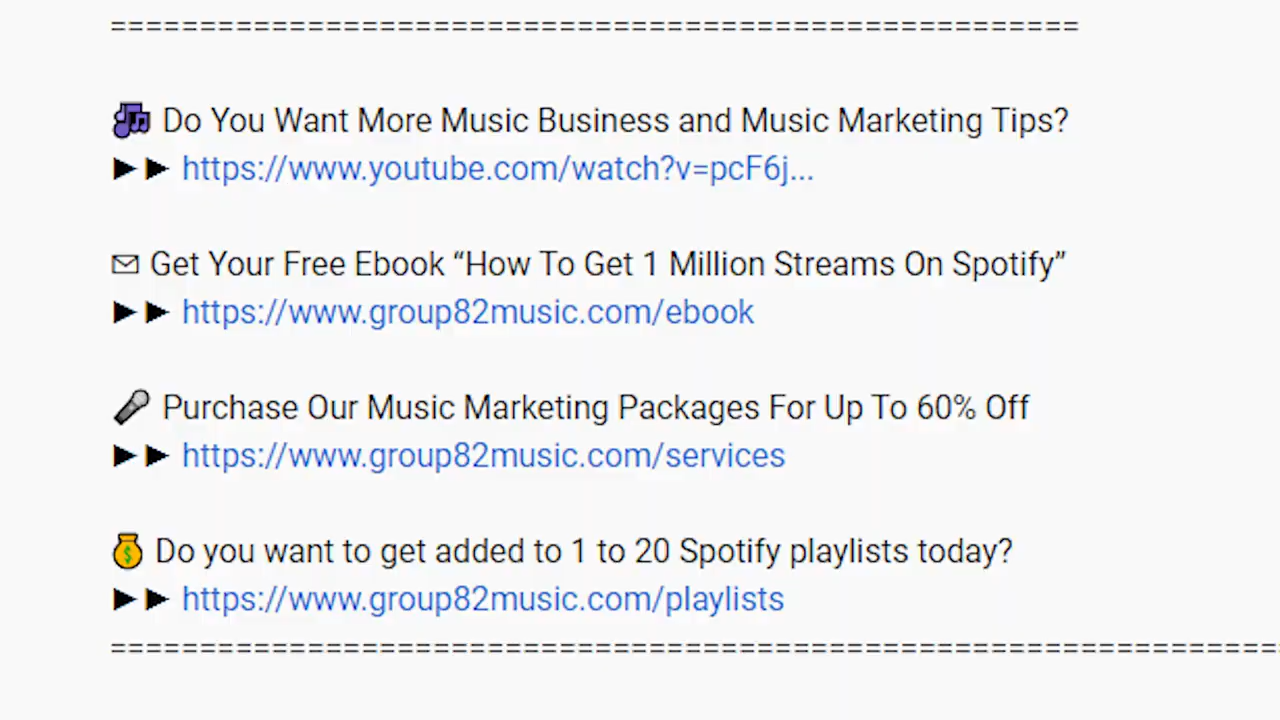 ======================================================
🎶 Do You Want More Music Business and Music Marketing Tips?
►► https://www.youtube.com/watch?v=pcF6j...
✉ Get Your Free Ebook “How To Get 1 Million Streams On Spotify”
►► https://www.group82music.com/ebook
🎤 Purchase Our Music Marketing Packages For Up To 60% Off
►► https://www.group82music.com/services
💰 Do you want to get added to 1 to 20 Spotify playlists today?
►► https://www.group82music.com/playlists
=================================================================